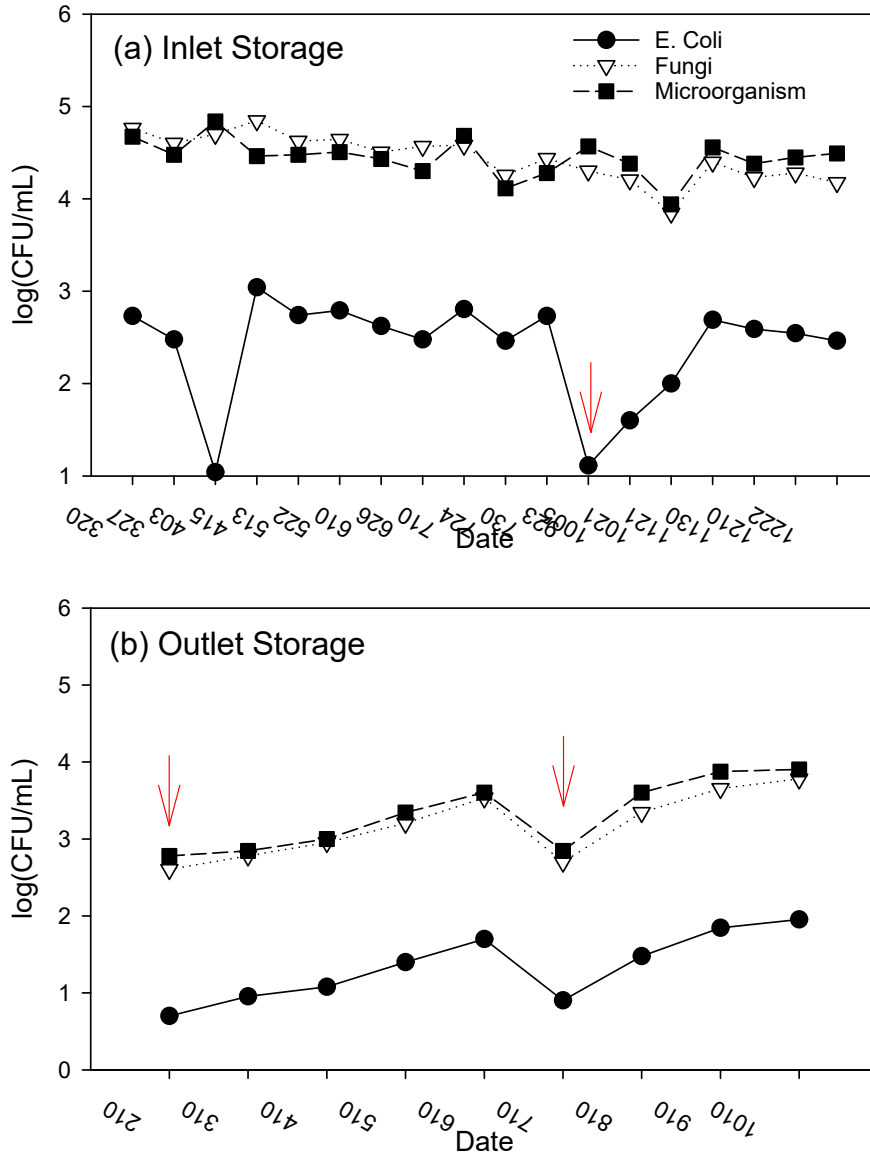 (a) Inlet Storage
E. Coli
Fungi
Microorganism
log(CFU/mL)
6
5
4
3
2
1
320 327 403 415 513 522 610 626 710 724 730 923 1005 1021 1121 1130 1210 1222
Date
(b) Outlet Storage
log(CFU/mL)
6
5
4
3
2
1
0
210 310 410 510 610 710 810 910 1010
Date